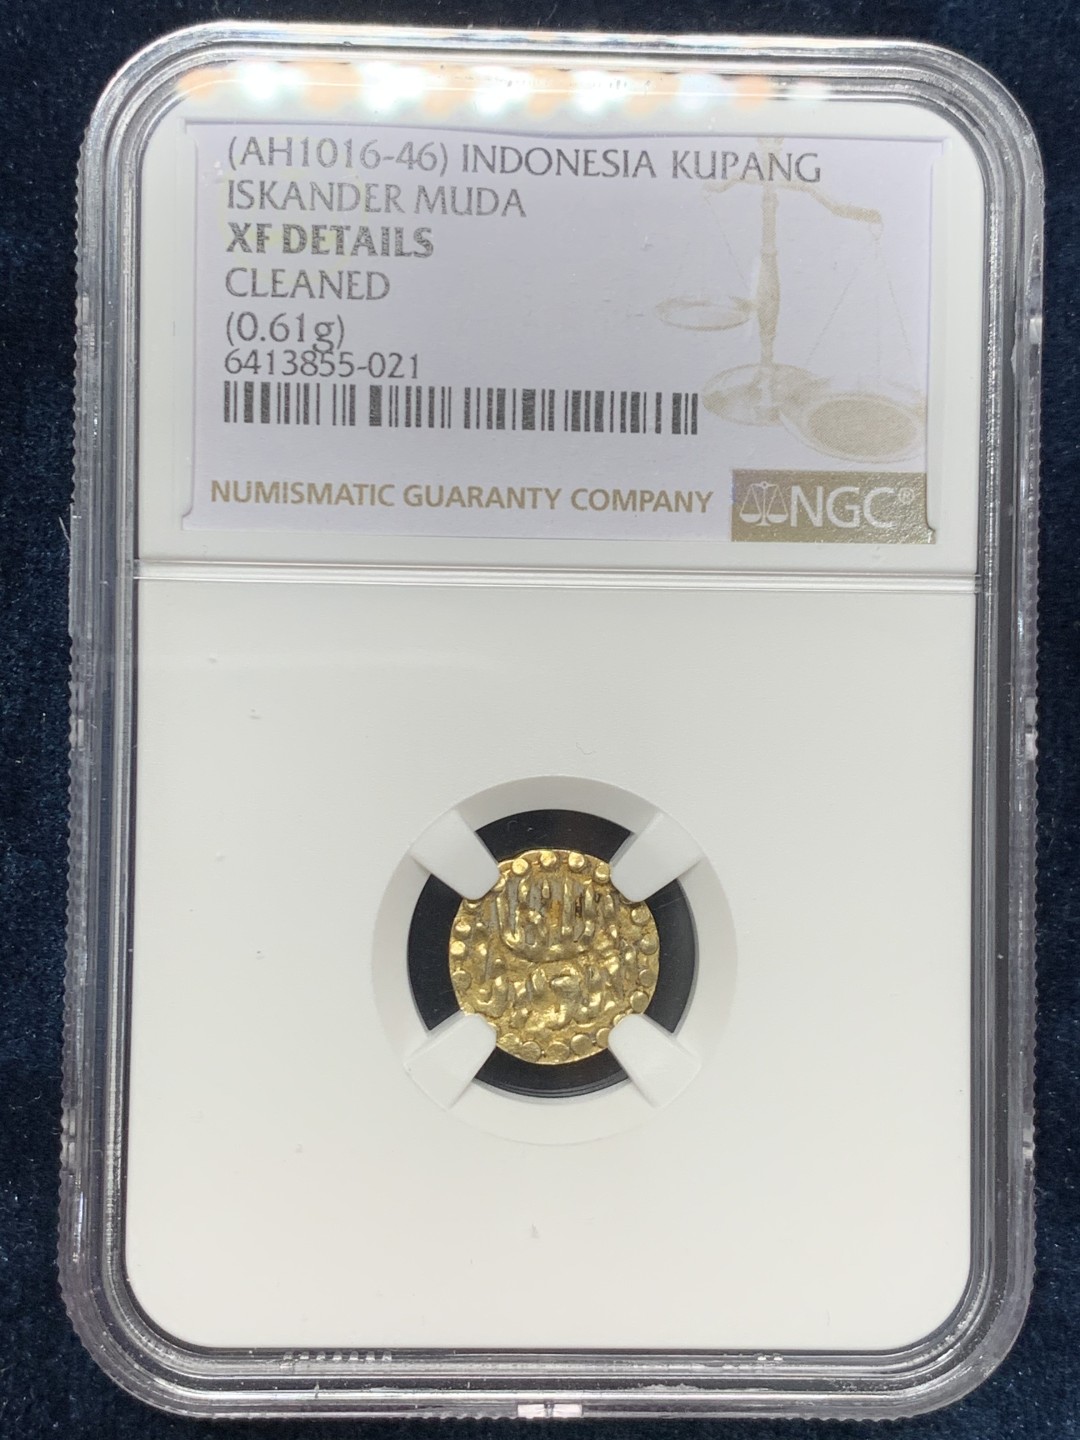 (AH1016-46) INDONESIA KUPANG
ISKANDER MUDA
XF DETAILS
CLEANED
(0.61g)
6413855-021
NUMISMATIC GUARANTY COMPANY
NGC®